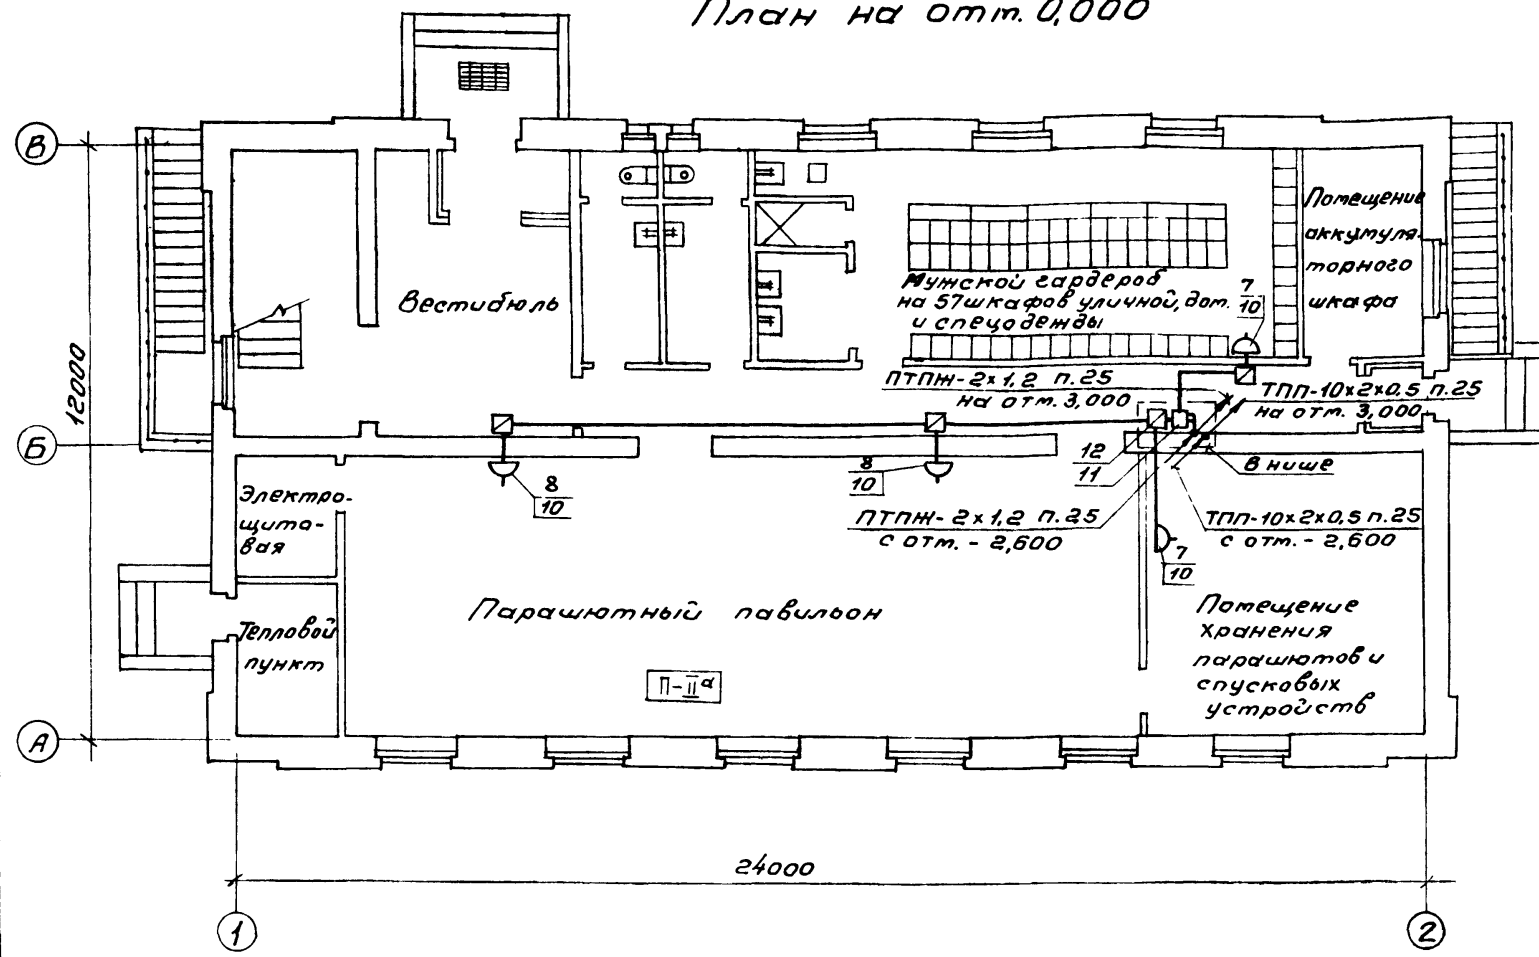 План на отм. 0,000
В
Помещение
аккумуля-
торного
шкафа
Мужской гардероб
на 57 шкафов уличной, дом.
и спецодежды
7
10
Вестибюль
12000
ПТПЖ-2×1,2 п.25
на отм. 3,000
ТПП-10×2×0,5 п.25
на отм. 3,000
Б
12
11
В нише
8
10
8
10
Электро-
щито-
вая
ПТПЖ-2×1,2 п.25
с отм. -2,600
ТПП-10×2×0,5 п.25
с отм. -2,600
7
10
Парашютный павильон
Помещение
хранения
парашютов и
спусковых
устройств
Тепловой
пункт
П-IIа
А
24000
1
2